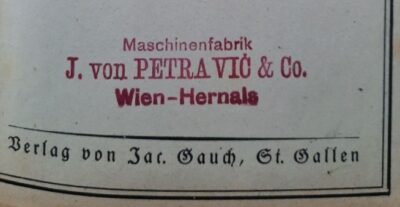 Maschinenfabrik
J. von PETRAVIĆ & Co.
Wien-Hernals
Verlag von Jac. Gauch, St. Gallen